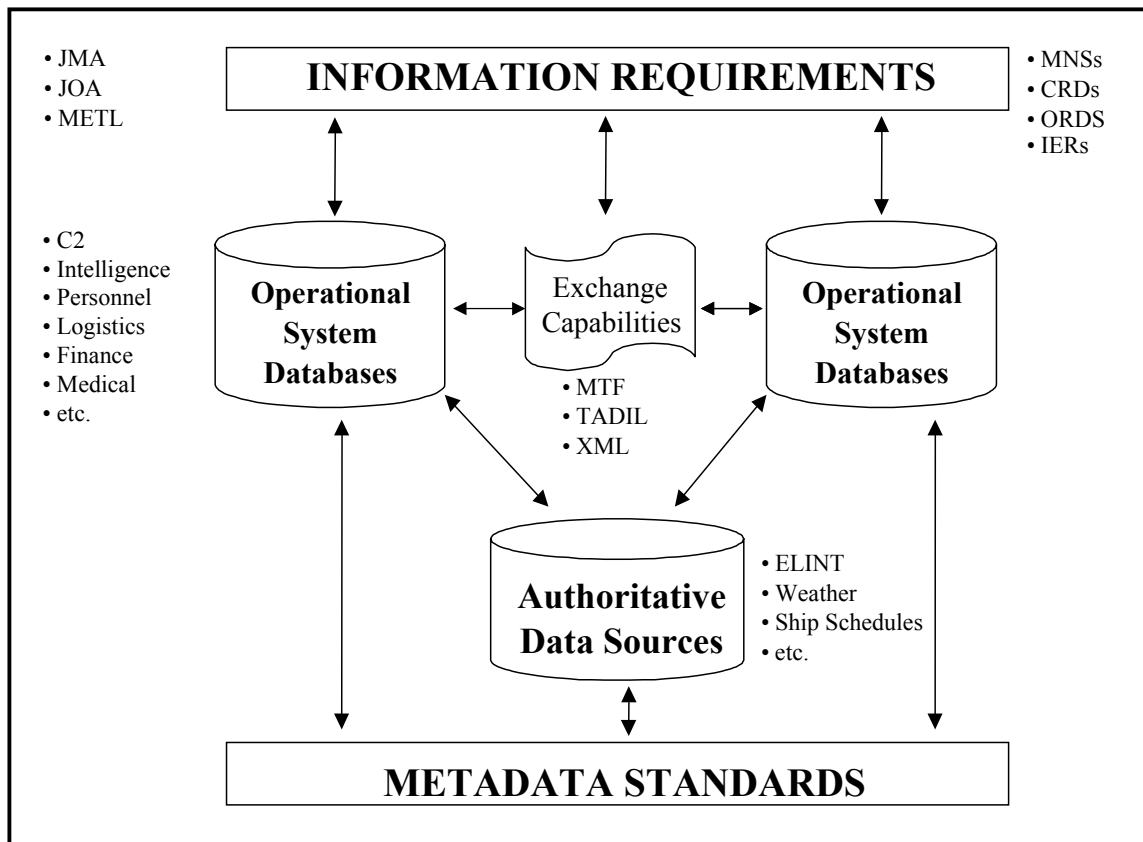 • JMA
• JOA
• METL
INFORMATION REQUIREMENTS
• MNSs
• CRDs
• ORDS
• IERs
• C2
• Intelligence
• Personnel
• Logistics
• Finance
• Medical
• etc.
Operational
System
Databases
Exchange
Capabilities
• MTF
• TADIL
• XML
Operational
System
Databases
Authoritative
Data Sources
• ELINT
• Weather
• Ship Schedules
• etc.
METADATA STANDARDS